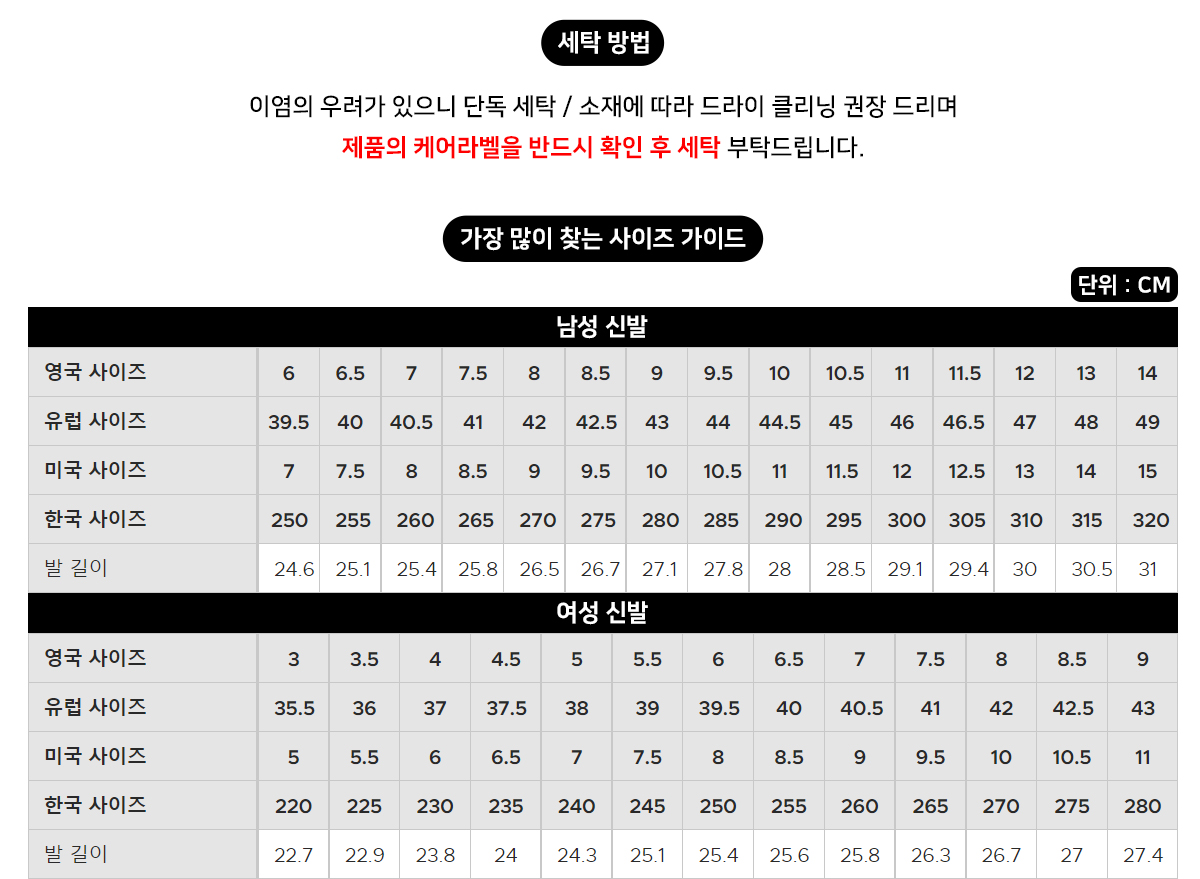 세탁 방법
이염의 우려가 있으니 단독 세탁 / 소재에 따라 드라이 클리닝 권장 드리며
제품의 케어라벨을 반드시 확인 후 세탁 부탁드립니다.
가장 많이 찾는 사이즈 가이드
단위 : CM
남성 신발
영국 사이즈 6 6.5 7 7.5 8 8.5 9 9.5 10 10.5 11 11.5 12 13 14
유럽 사이즈 39.5 40 40.5 41 42 42.5 43 44 44.5 45 46 46.5 47 48 49
미국 사이즈 7 7.5 8 8.5 9 9.5 10 10.5 11 11.5 12 12.5 13 14 15
한국 사이즈 250 255 260 265 270 275 280 285 290 295 300 305 310 315 320
발 길이 24.6 25.1 25.4 25.8 26.5 26.7 27.1 27.8 28 28.5 29.1 29.4 30 30.5 31
여성 신발
영국 사이즈 3 3.5 4 4.5 5 5.5 6 6.5 7 7.5 8 8.5 9
유럽 사이즈 35.5 36 37 37.5 38 39 39.5 40 40.5 41 42 42.5 43
미국 사이즈 5 5.5 6 6.5 7 7.5 8 8.5 9 9.5 10 10.5 11
한국 사이즈 220 225 230 235 240 245 250 255 260 265 270 275 280
발 길이 22.7 22.9 23.8 24 24.3 25.1 25.4 25.6 25.8 26.3 26.7 27 27.4